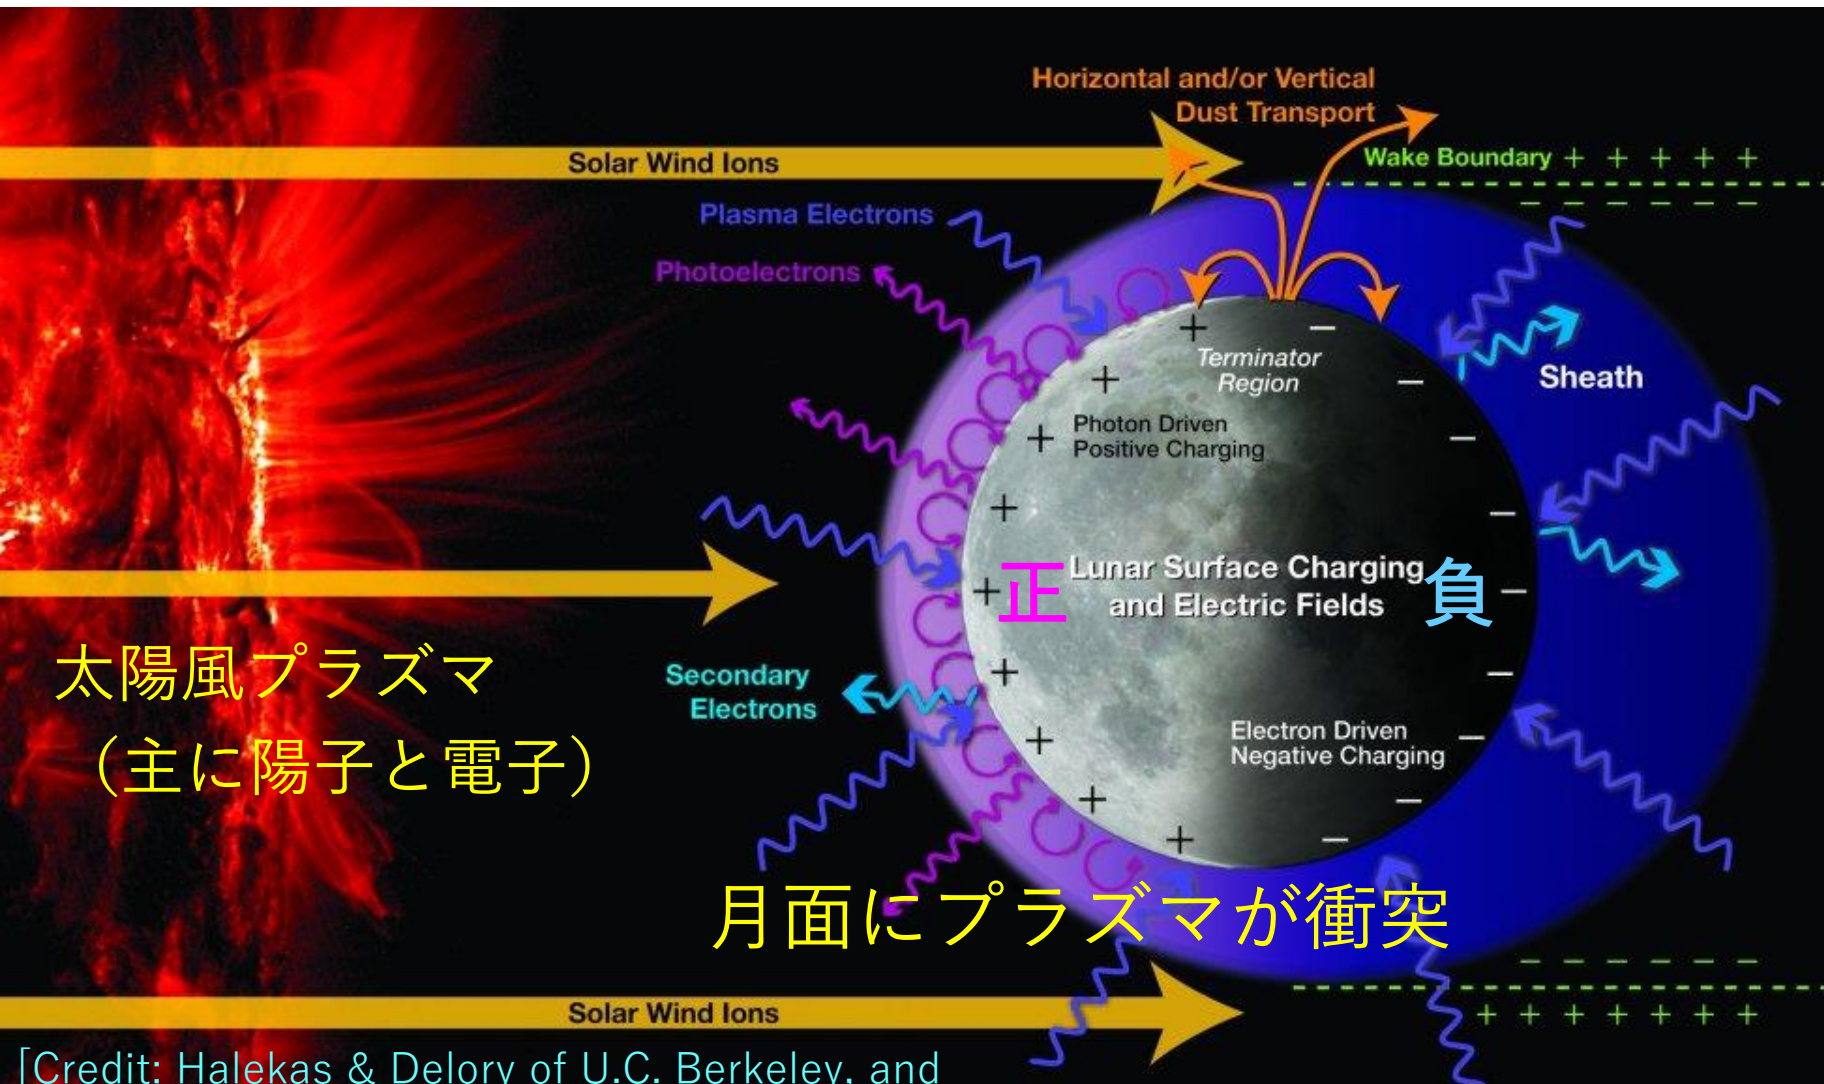 Horizontal and/or Vertical
Dust Transport
Solar Wind Ions
Wake Boundary + + + + +
− − − − − −
Plasma Electrons
Photoelectrons
+ −
Terminator
Region
+ −
Sheath
+ −
Photon Driven
Positive Charging
+ −
Lunar Surface Charging
and Electric Fields
+ 正 負 −
太陽風プラズマ
（主に陽子と電子）
Secondary
Electrons
+ −
Electron Driven
Negative Charging
+ −
+ −
+ −
月面にプラズマが衝突
− − − − − −
Solar Wind Ions
+ + + + + + +
[Credit: Halekas & Delory of U.C. Berkeley, and